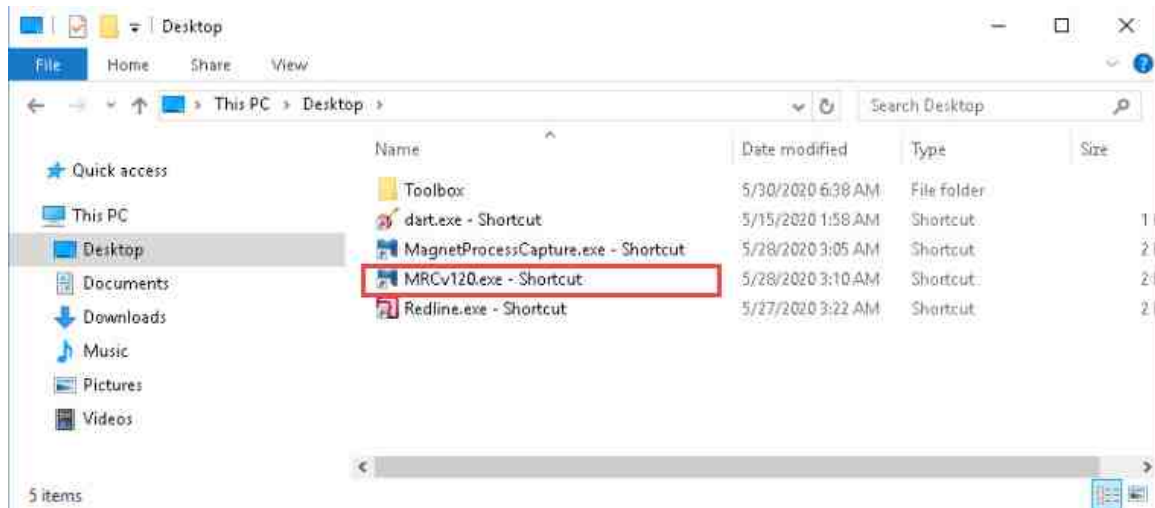 Desktop
File Home Share View
This PC > Desktop >
Search Desktop
Name Date modified Type Size
Quick access
This PC
Desktop
Documents
Downloads
Music
Pictures
Videos
Toolbox 5/30/2020 6:38 AM File folder
dart.exe - Shortcut 5/15/2020 1:58 AM Shortcut 1
MagnetProcessCapture.exe - Shortcut 5/28/2020 3:05 AM Shortcut 2
MRCv120.exe - Shortcut 5/28/2020 3:10 AM Shortcut 2
Redline.exe - Shortcut 5/27/2020 3:22 AM Shortcut 2
5 items